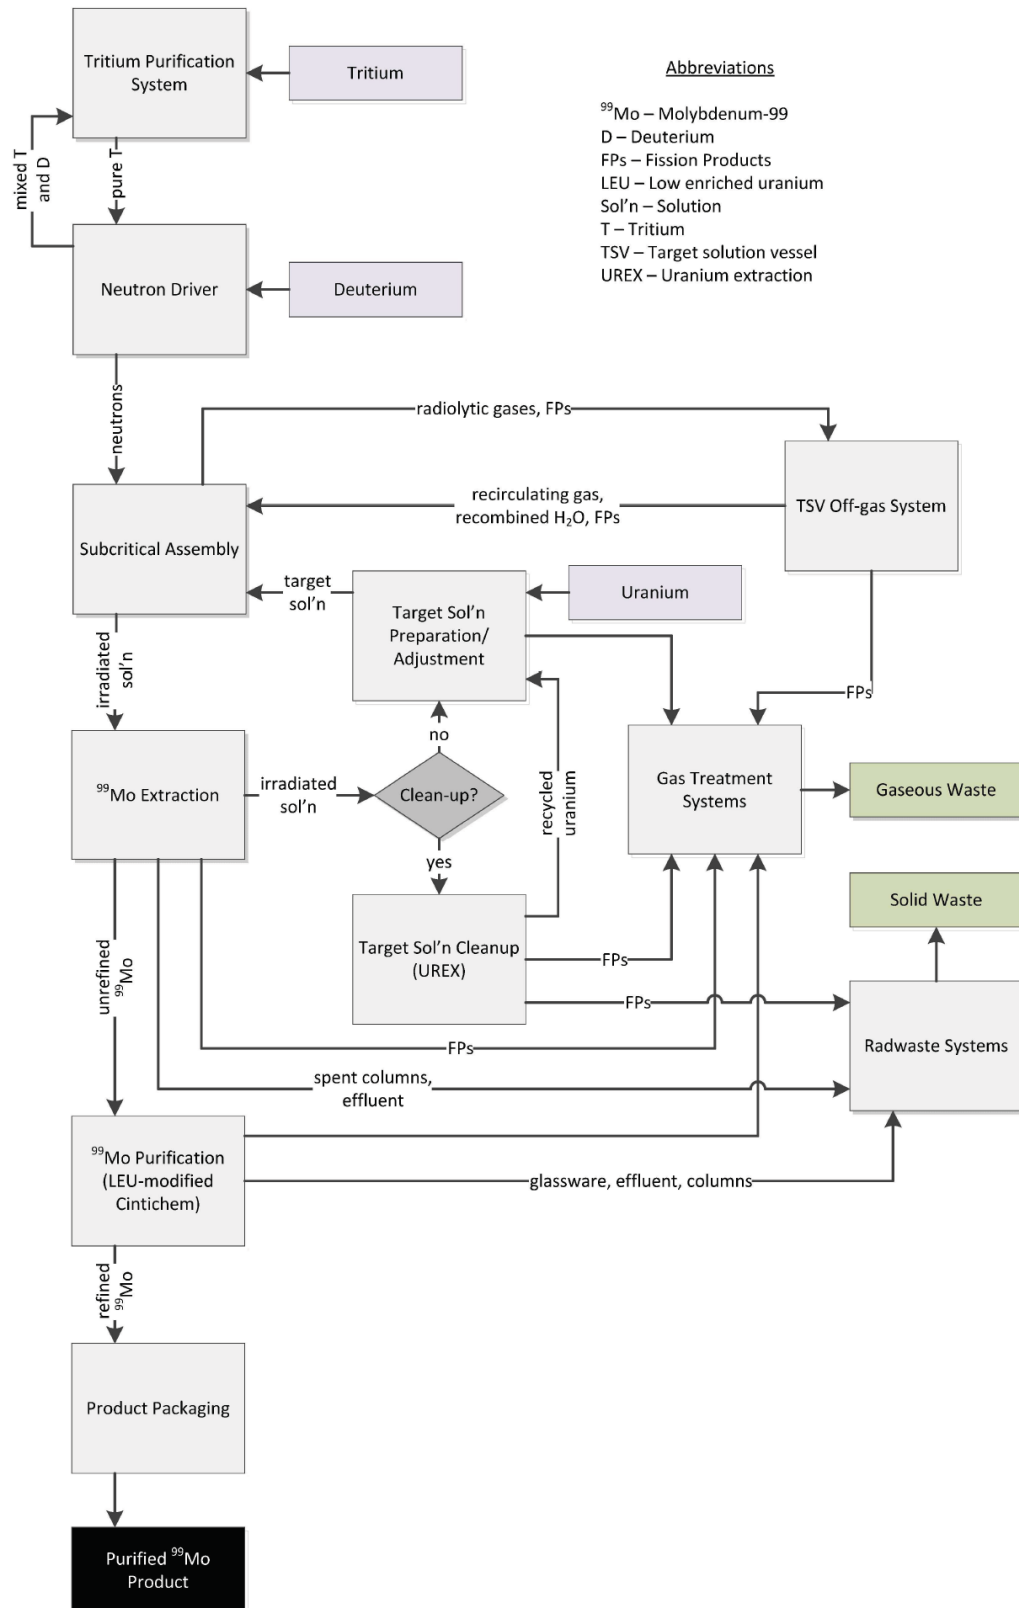 Tritium Purification
System
Tritium
Abbreviations
⁹⁹Mo – Molybdenum-99
D – Deuterium
FPs – Fission Products
LEU – Low enriched uranium
Sol’n – Solution
T – Tritium
TSV – Target solution vessel
UREX – Uranium extraction
mixed T
and D
pure T
Neutron Driver
Deuterium
neutrons
radiolytic gases, FPs
Subcritical Assembly
recirculating gas,
recombined H₂O, FPs
TSV Off-gas System
target
sol’n
Target Sol’n
Preparation/
Adjustment
Uranium
irradiated
sol’n
FPs
⁹⁹Mo Extraction
irradiated
sol’n
no
Clean-up?
yes
recycled
uranium
Gas Treatment
Systems
Gaseous Waste
Solid Waste
Target Sol’n Cleanup
(UREX)
FPs
FPs
Radwaste Systems
unrefined
⁹⁹Mo
FPs
spent columns,
effluent
⁹⁹Mo Purification
(LEU-modified
Cintichem)
glassware, effluent, columns
refined
⁹⁹Mo
Product Packaging
Purified ⁹⁹Mo
Product